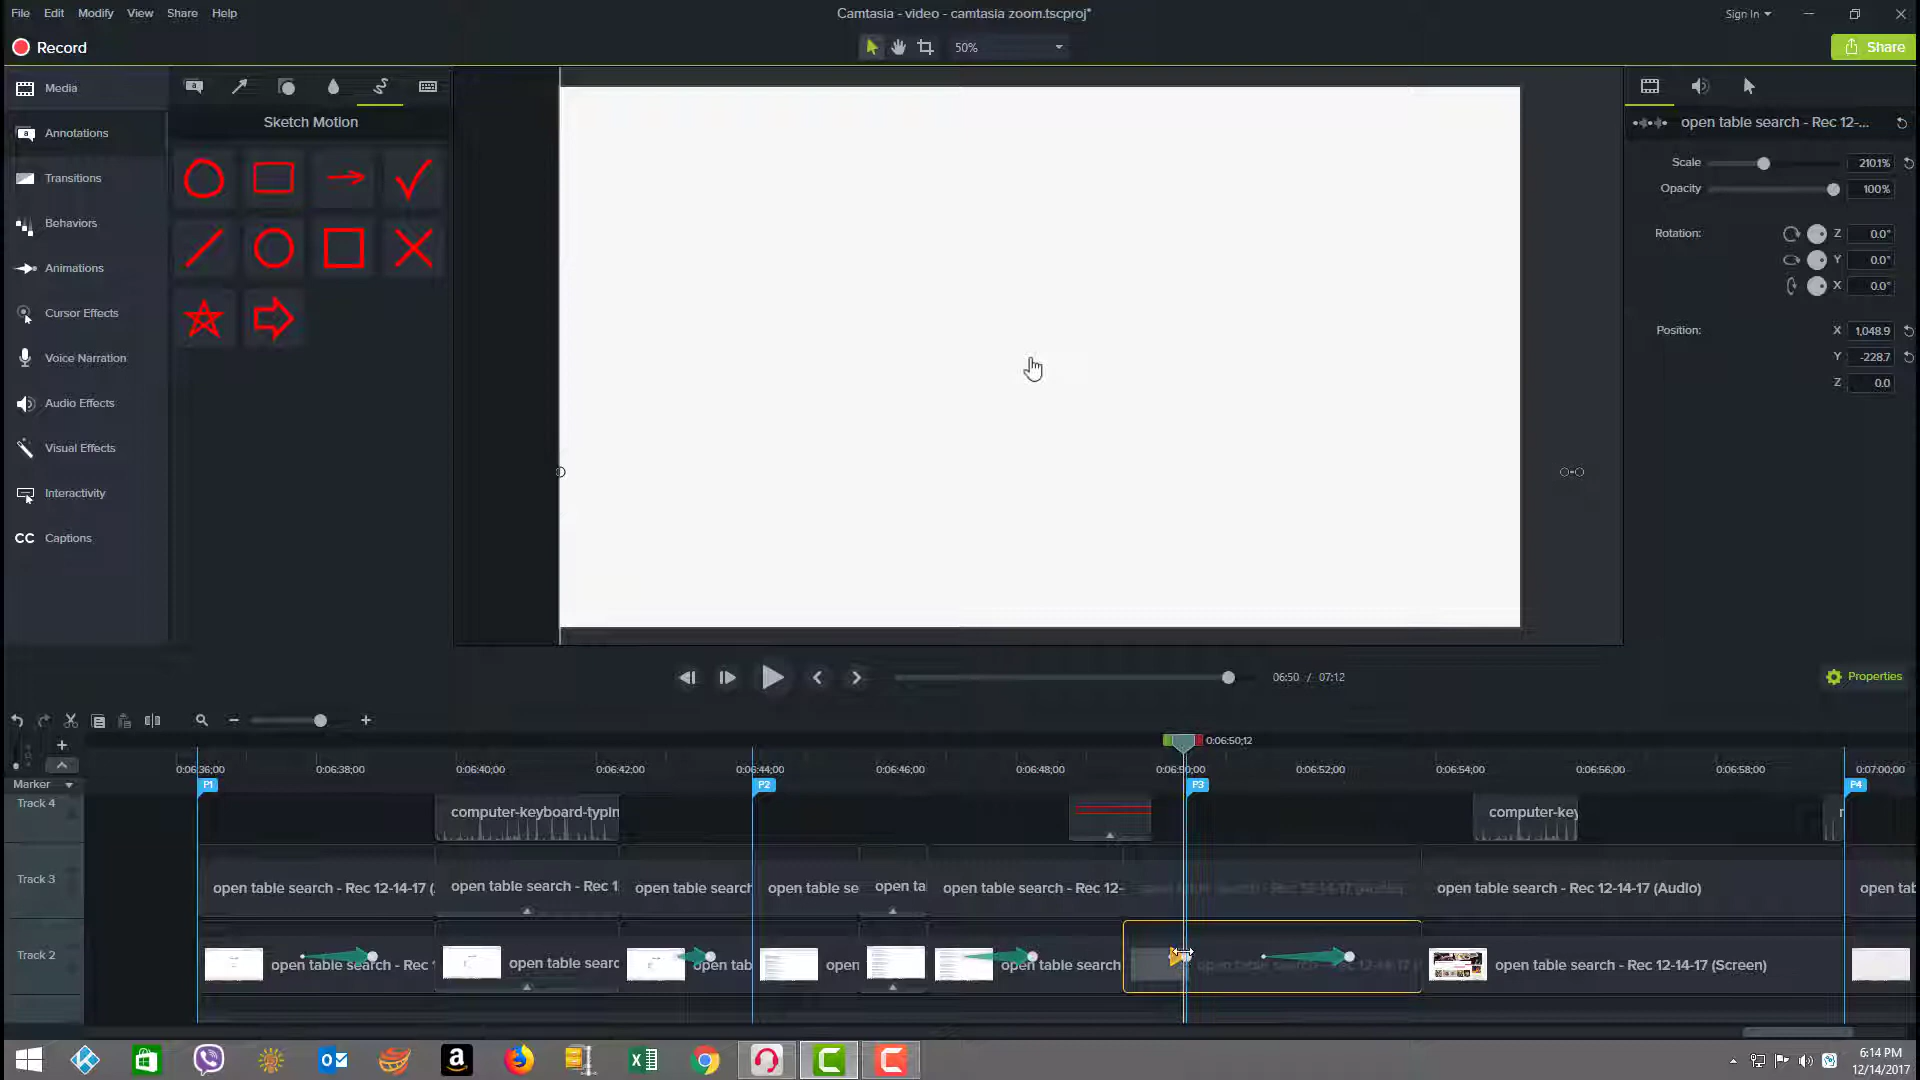 File Edit Modify View Share Help
Camtasia - video - camtasia zoom.tscproj*
Sign In
Record
50%
Share
Media
Annotations
Transitions
Behaviors
Animations
Cursor Effects
Voice Narration
Audio Effects
Visual Effects
Interactivity
CC Captions
a
Sketch Motion
open table search - Rec 12-...
Scale 210.1%
Opacity 100%
Rotation: Z 0.0°
Y 0.0°
X 0.0°
Position: X 1,048.9
Y -228.7
Z 0.0
06:50 / 07:12
Properties
0:06:50;12
0:06:36;00 0:06:38;00 0:06:40;00 0:06:42;00 0:06:44;00 0:06:46;00 0:06:48;00 0:06:50;00 0:06:52;00 0:06:54;00 0:06:56;00 0:06:58;00 0:07:00;00
Marker P1 P2 P3 P4
Track 4 computer-keyboard-typin computer-key
Track 3 open table search - Rec 12-14-17 (. open table search - Rec 1 open table search open table se open ta open table search - Rec 12- open table search - Rec 12-14-17 (Audio) open tab
Track 2 open table search - Rec open table searc open tab open open table search open table search - Rec 12-14-17 (Screen)
6:14 PM
12/14/2017